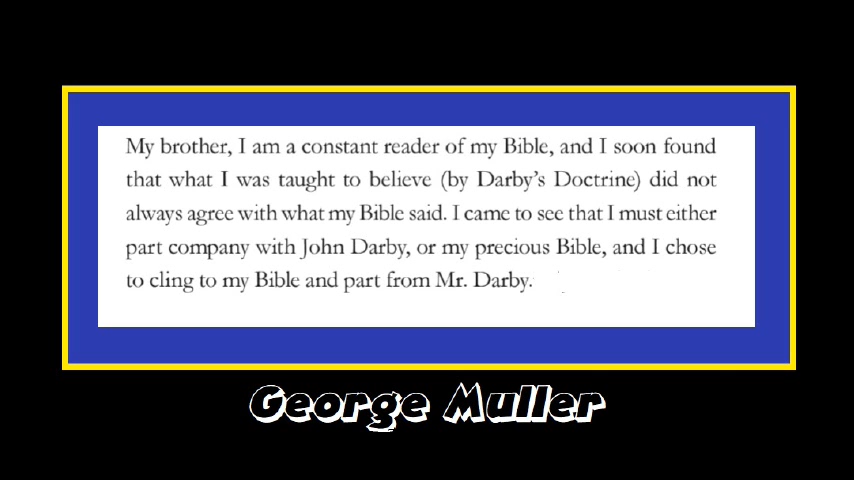 My brother, I am a constant reader of my Bible, and I soon found
that what I was taught to believe (by Darby's Doctrine) did not
always agree with what my Bible said. I came to see that I must either
part company with John Darby, or my precious Bible, and I chose
to cling to my Bible and part from Mr. Darby.
George Muller